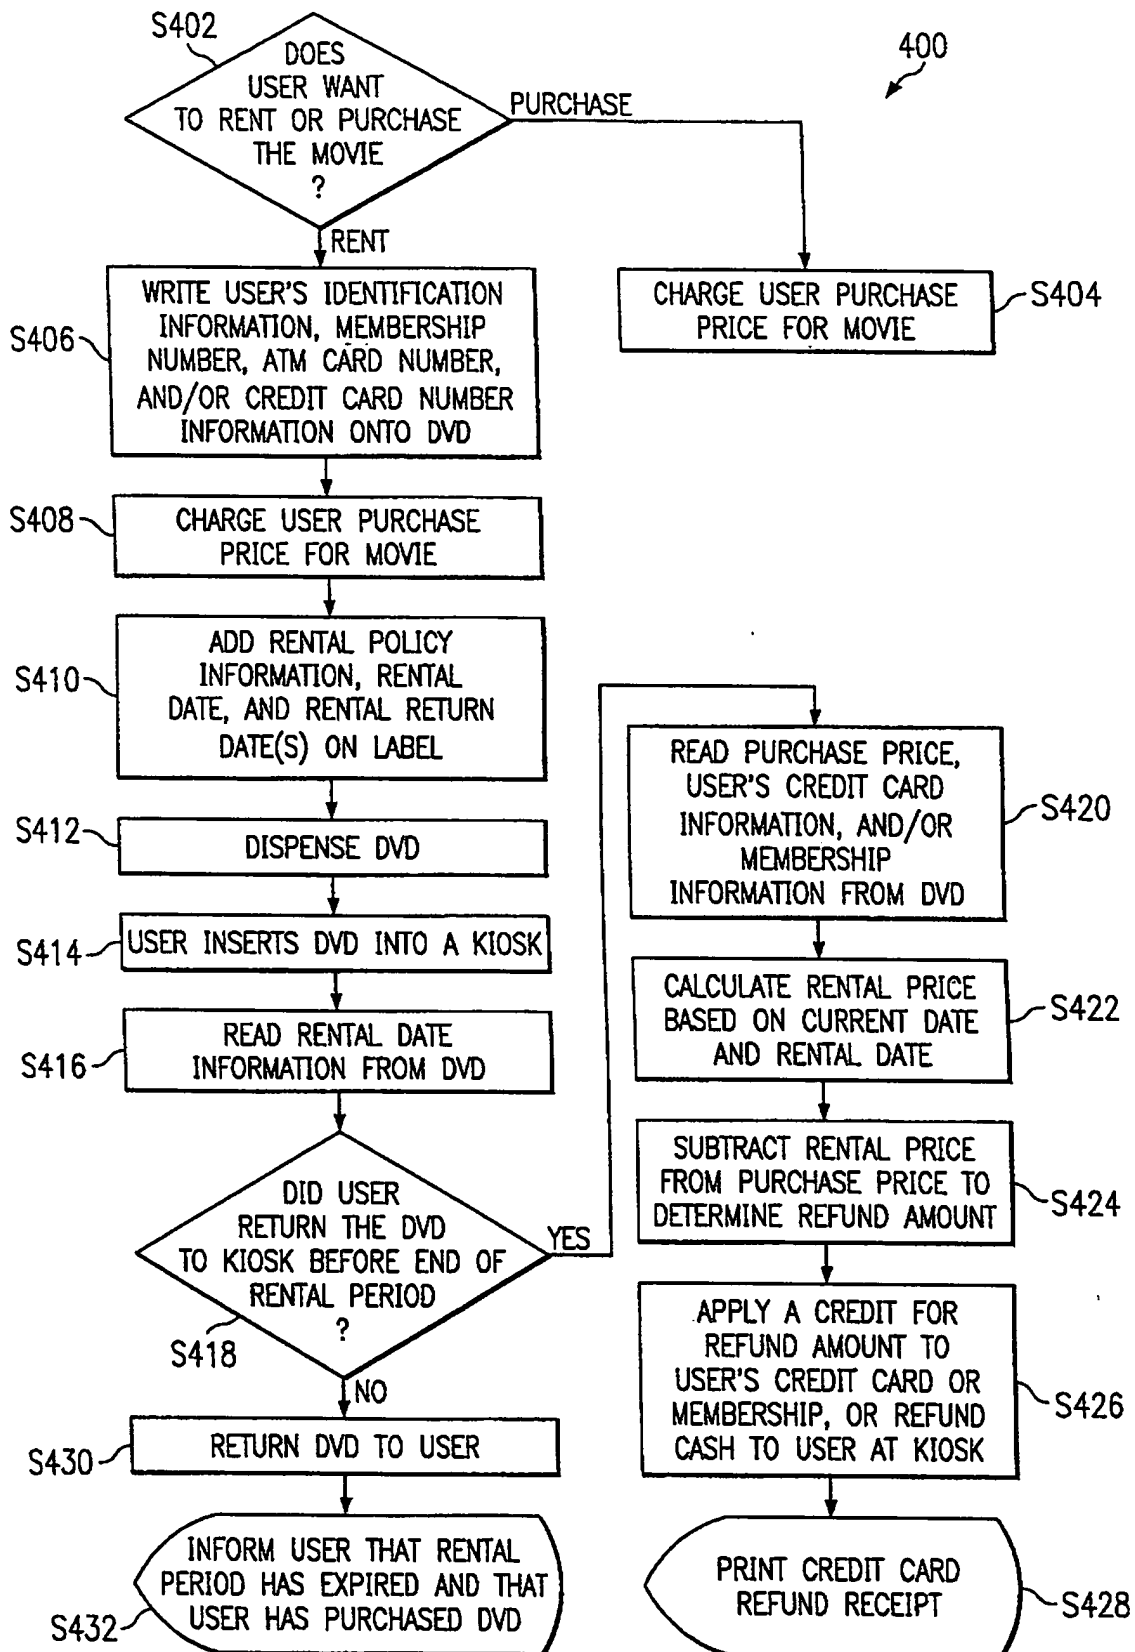 S402
DOES
USER WANT
TO RENT OR PURCHASE
THE MOVIE
?
400
PURCHASE
RENT
S404
CHARGE USER PURCHASE
PRICE FOR MOVIE
S406
WRITE USER'S IDENTIFICATION
INFORMATION, MEMBERSHIP
NUMBER, ATM CARD NUMBER,
AND/OR CREDIT CARD NUMBER
INFORMATION ONTO DVD
S408
CHARGE USER PURCHASE
PRICE FOR MOVIE
S410
ADD RENTAL POLICY
INFORMATION, RENTAL
DATE, AND RENTAL RETURN
DATE(S) ON LABEL
S412
DISPENSE DVD
S414
USER INSERTS DVD INTO A KIOSK
S416
READ RENTAL DATE
INFORMATION FROM DVD
DID USER
RETURN THE DVD
TO KIOSK BEFORE END OF
RENTAL PERIOD
?
S418
YES
NO
S430
RETURN DVD TO USER
INFORM USER THAT RENTAL
PERIOD HAS EXPIRED AND THAT
USER HAS PURCHASED DVD
S432
READ PURCHASE PRICE,
USER'S CREDIT CARD
INFORMATION, AND/OR
MEMBERSHIP
INFORMATION FROM DVD
S420
CALCULATE RENTAL PRICE
BASED ON CURRENT DATE
AND RENTAL DATE
S422
SUBTRACT RENTAL PRICE
FROM PURCHASE PRICE TO
DETERMINE REFUND AMOUNT
S424
APPLY A CREDIT FOR
REFUND AMOUNT TO
USER'S CREDIT CARD OR
MEMBERSHIP, OR REFUND
CASH TO USER AT KIOSK
S426
PRINT CREDIT CARD
REFUND RECEIPT
S428